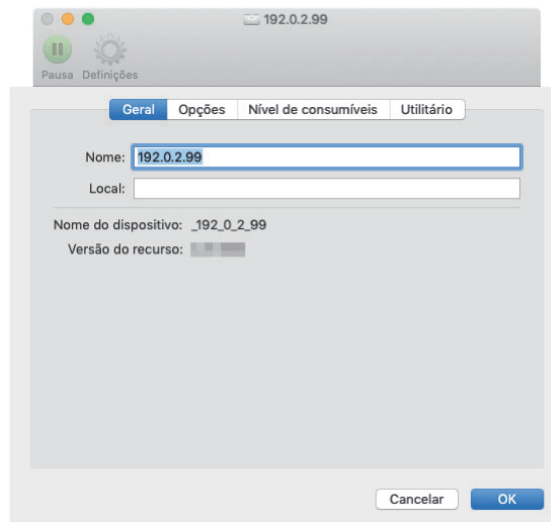 192.0.2.99
Pausa Definições
Geral Opções Nível de consumíveis Utilitário
Nome: 192.0.2.99
Local:
Nome do dispositivo: _192_0_2_99
Versão do recurso:
Cancelar OK